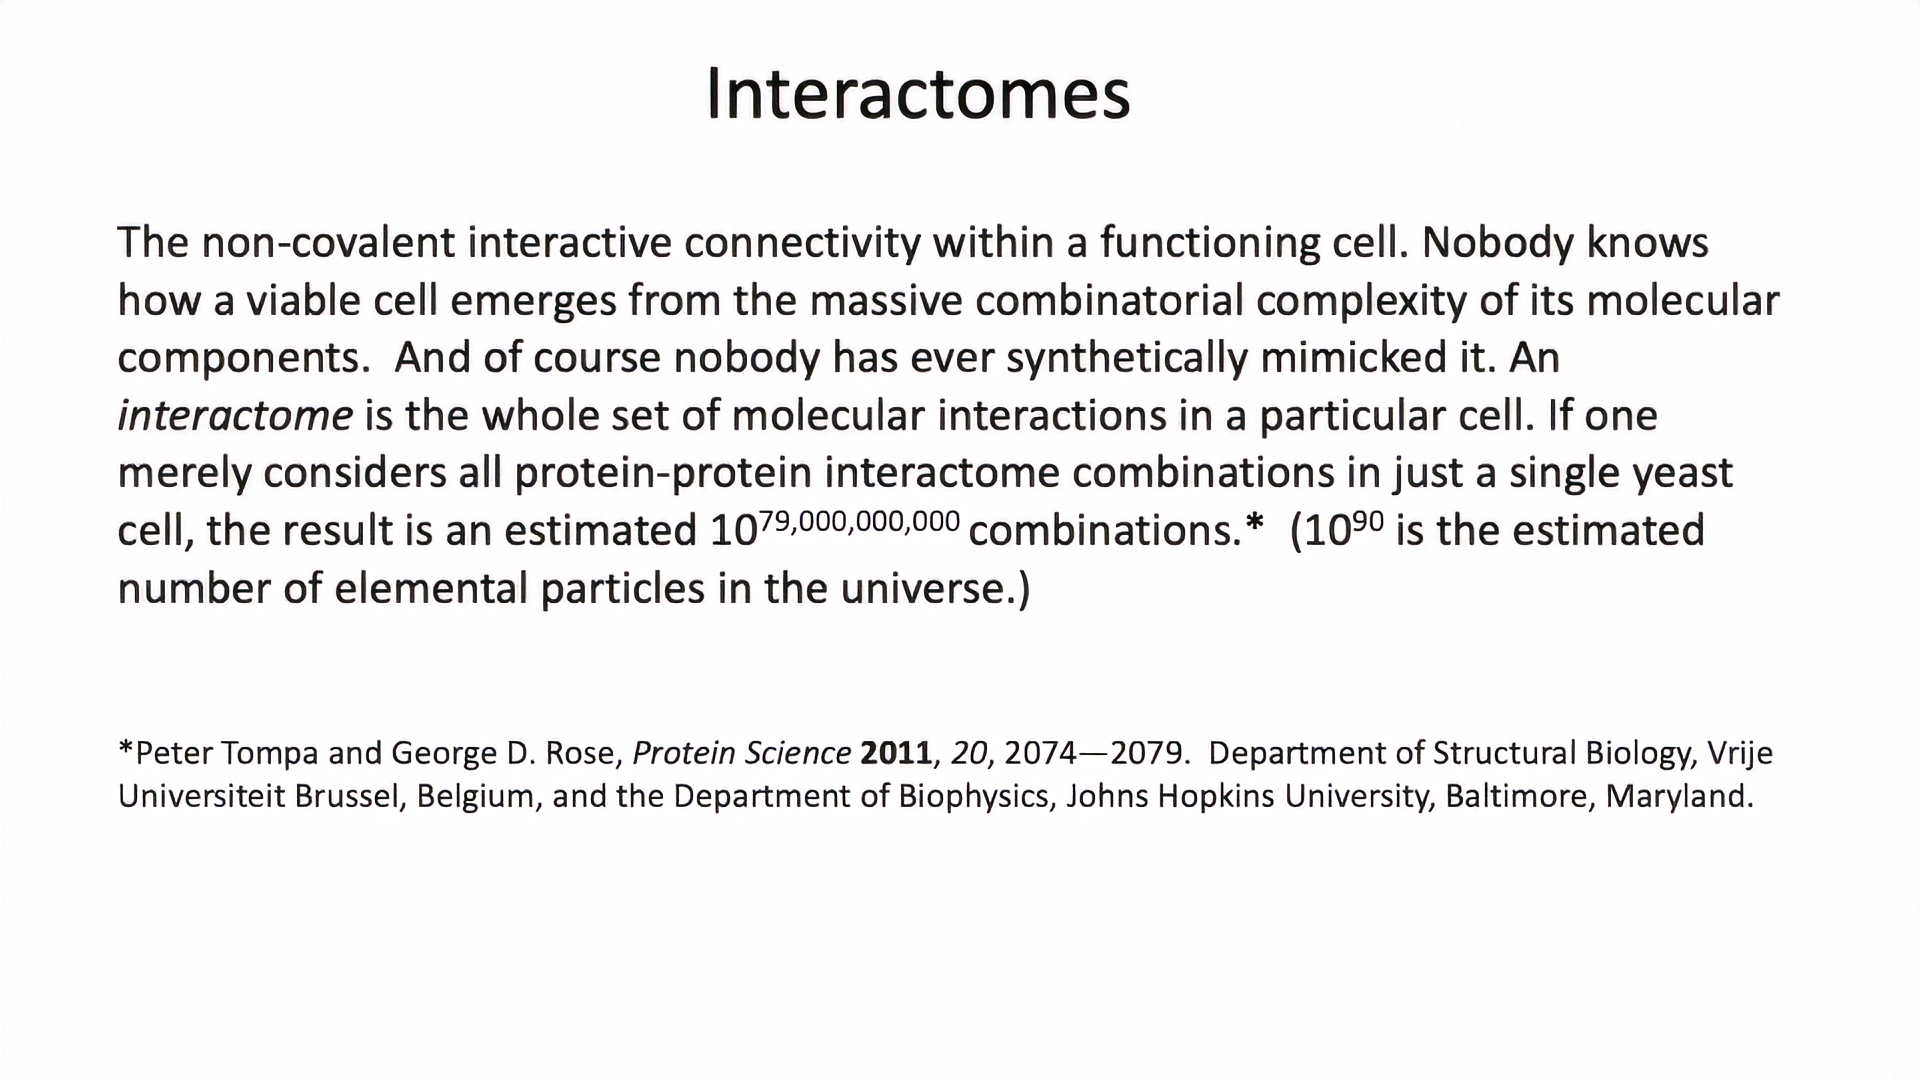 Interactomes
The non-covalent interactive connectivity within a functioning cell. Nobody knows
how a viable cell emerges from the massive combinatorial complexity of its molecular
components.  And of course nobody has ever synthetically mimicked it. An
interactome is the whole set of molecular interactions in a particular cell. If one
merely considers all protein-protein interactome combinations in just a single yeast
cell, the result is an estimated 10⁷⁹,⁰⁰⁰,⁰⁰⁰,⁰⁰⁰ combinations.*  (10⁹⁰ is the estimated
number of elemental particles in the universe.)
*Peter Tompa and George D. Rose, Protein Science 2011, 20, 2074—2079.  Department of Structural Biology, Vrije
Universiteit Brussel, Belgium, and the Department of Biophysics, Johns Hopkins University, Baltimore, Maryland.